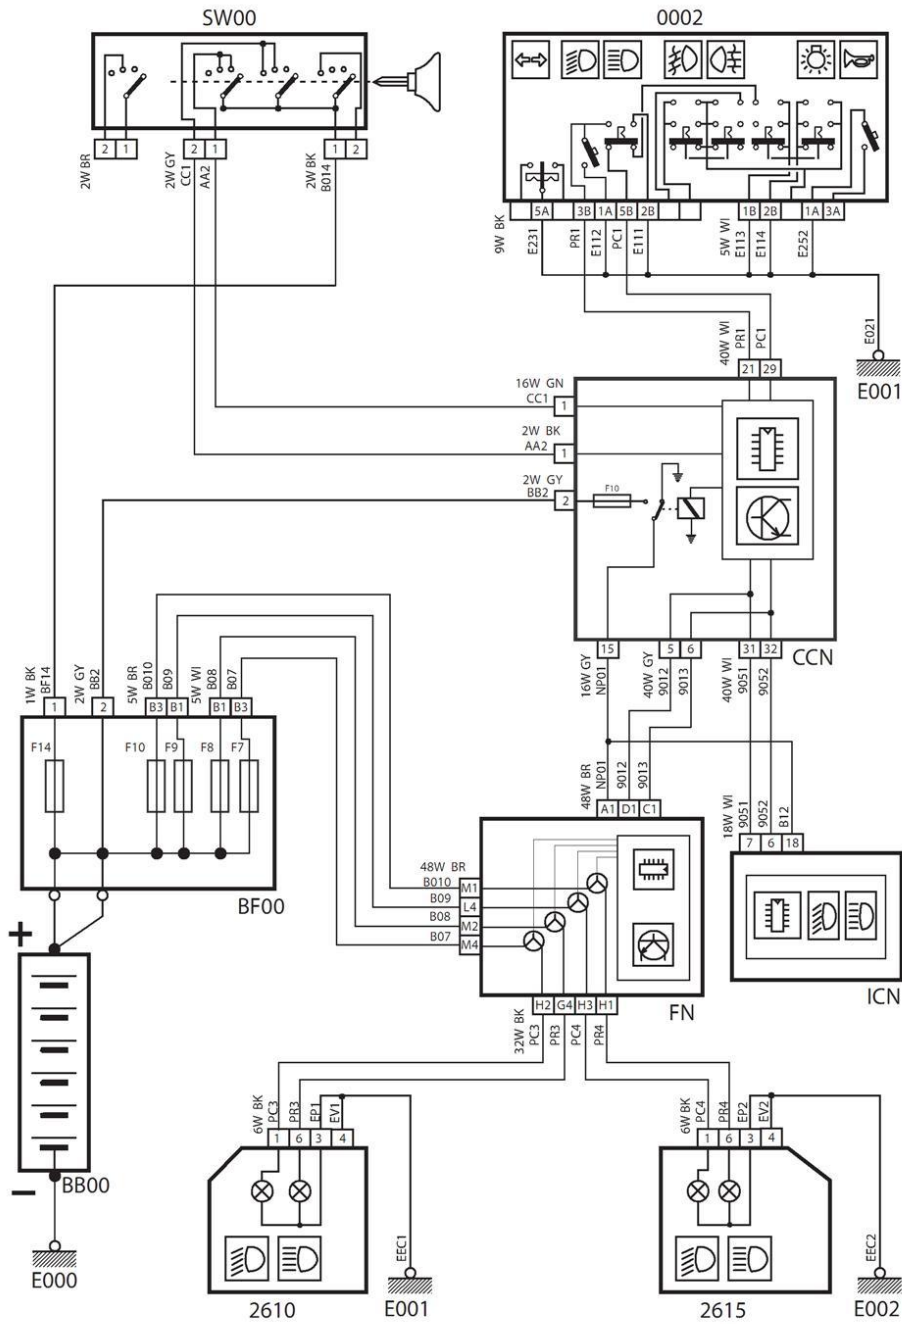 SW00
0002
2 1
2 1
1 2
2W BR
2W GY
CC1
AA2
2W BK
B014
5A 3B 1A 5B 2B
1B 2B 1A 3A
9W BK
E231
PR1
E112
PC1
E111
5W WI
E113
E114
E252
40W WI
PR1
PC1
E021
21 29
E001
16W GN
CC1
1
2W BK
AA2
1
2W GY
BB2
2
F10
15 5 6 31 32
CCN
16W GY
NP01
40W GY
9012
9013
40W WI
9051
9052
1W BK
BF14
2W GY
BB2
5W BR
B010
B09
5W WI
B08
B07
1 2 B3 B1 B1 B3
F14 F10 F9 F8 F7
BF00
48W BR
NP01
9012
9013
A1 D1 C1
18W WI
9051
9052
B12
7 6 18
48W BR
B010 M1
B09 L4
B08 M2
B07 M4
ICN
H2 G4 H3 H1
FN
32W BK
PC3
PR3
PC4
PR4
+
BB00
−
E000
6W BK
PC3
PR3
EP1
EV1
1 6 3 4
EEC1
2610
E001
6W BK
PC4
PR4
EP2
EV2
1 6 3 4
EEC2
2615
E002